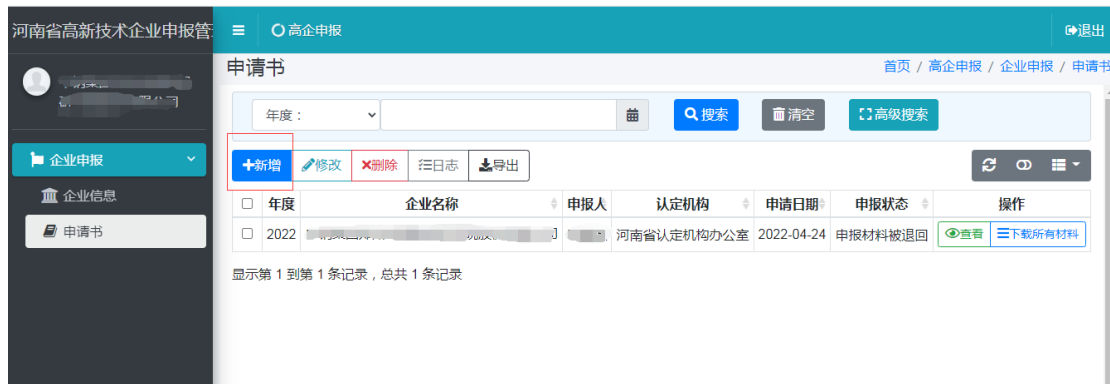 河南省高新技术企业申报管
高企申报
退出
申请书
首页 / 高企申报 / 企业申报 / 申请书
年度：
搜索
清空
高级搜索
企业申报
企业信息
申请书
新增 修改 删除 日志 导出
年度 企业名称 申报人 认定机构 申请日期 申报状态 操作
2022 河南省认定机构办公室 2022-04-24 申报材料被退回 查看 下载所有材料
显示第 1 到第 1 条记录，总共 1 条记录